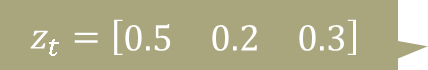 z_t = [0.5 0.2 0.3]